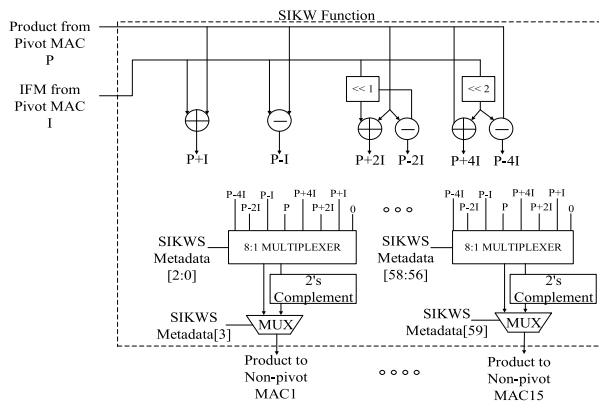 SIKW Function
Product from
Pivot MAC
P
IFM from
Pivot MAC
I
<< 1
<< 2
P+I
P-I
P+2I
P-2I
P+4I
P-4I
P-4I
P-2I
P-I
P
P+4I
P+2I
P+I
0
8:1 MULTIPLEXER
SIKWS
Metadata
[2:0]
2's
Complement
SIKWS
Metadata[3]
MUX
Product to
Non-pivot
MAC1
P-4I
P-2I
P-I
P
P+4I
P+2I
P+I
0
8:1 MULTIPLEXER
SIKWS
Metadata
[58:56]
2's
Complement
SIKWS
Metadata[59]
MUX
Product to
Non-pivot
MAC15